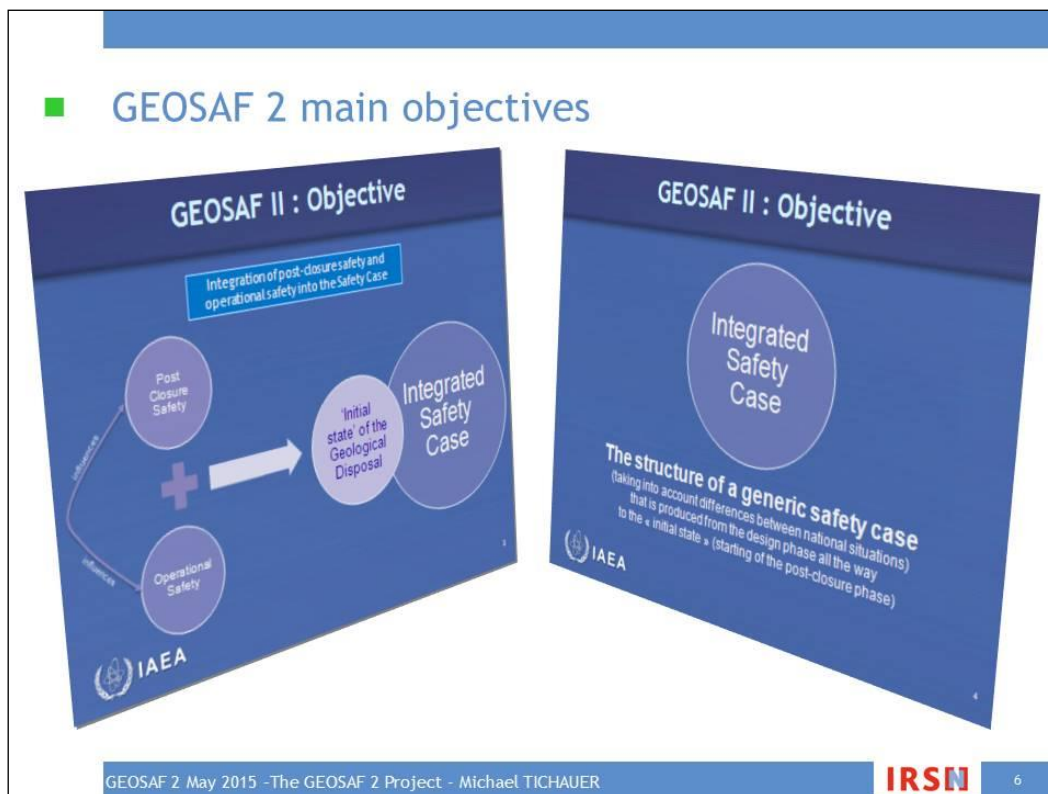 GEOSAF 2 main objectives
GEOSAF II : Objective
Integration of post-closure safety and
operational safety into the Safety Case
Post
Closure
Safety
influences
influences
Operational
Safety
'Initial
state' of the
Geological
Disposal
Integrated
Safety
Case
IAEA
3
GEOSAF II : Objective
Integrated
Safety
Case
The structure of a generic safety case
(taking into account differences between national situations)
that is produced from the design phase all the way
to the « initial state » (starting of the post-closure phase)
IAEA
4
GEOSAF 2 May 2015 -The GEOSAF 2 Project - Michael TICHAUER
IRSN
6